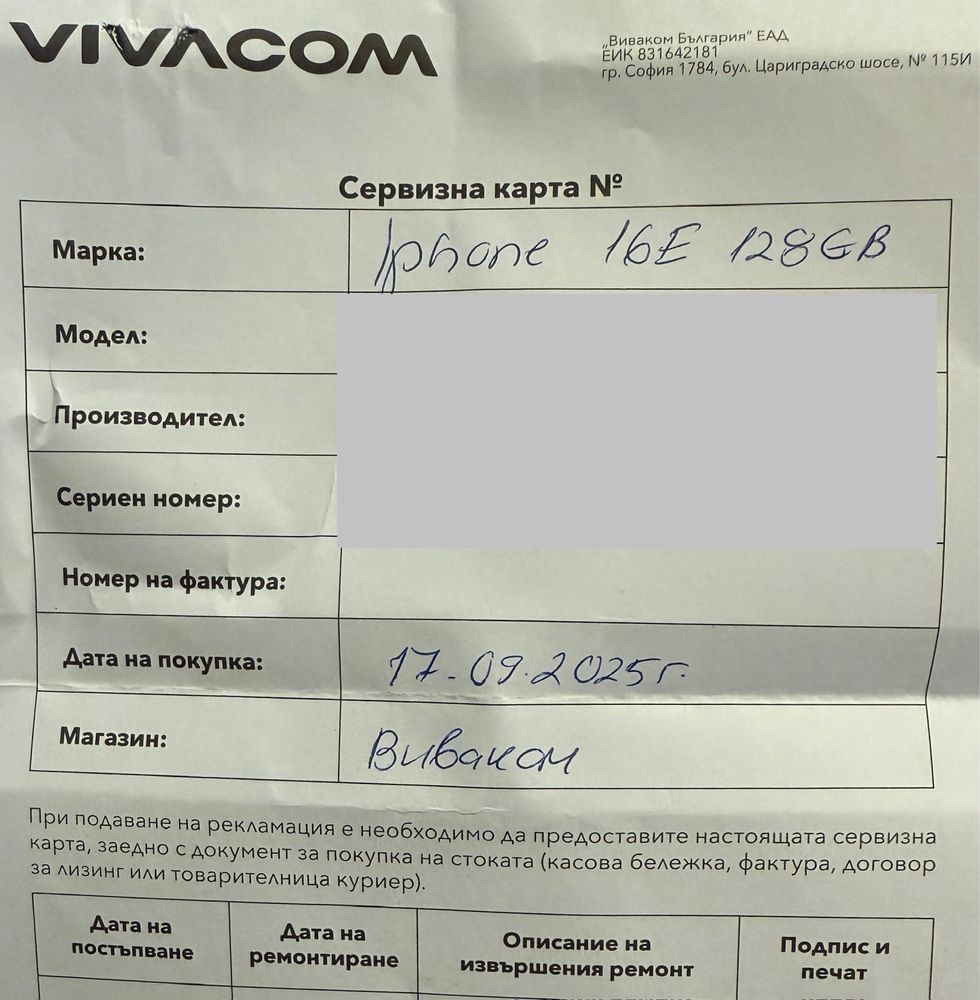 VIVACOM
„Виваком България“ ЕАД
ЕИК 831642181
гр. София 1784, бул. Цариградско шосе, № 115И
Сервизна карта №
Марка: Iphone 16E 128GB
Модел:
Производител:
Сериен номер:
Номер на фактура:
Дата на покупка: 17.09.2025г.
Магазин: Виваком
При подаване на рекламация е необходимо да предоставите настоящата сервизна
карта, заедно с документ за покупка на стоката (касова бележка, фактура, договор
за лизинг или товарителница куриер).
Дата на постъпване Дата на ремонтиране Описание на извършения ремонт Подпис и печат